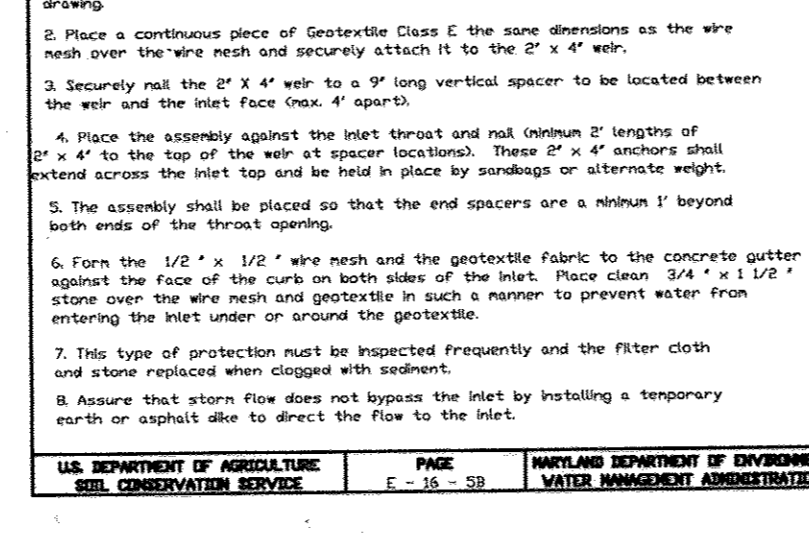 drawing.
2. Place a continuous piece of Geotextile Class E the same dimensions as the wire
mesh over the wire mesh and securely attach it to the 2" x 4" weir.
3. Securely nail the 2" X 4" weir to a 9" long vertical spacer to be located between
the weir and the inlet face (max. 4' apart).
4. Place the assembly against the inlet throat and nail (minimum 2' lengths of
2" x 4" to the top of the weir at spacer locations). These 2" x 4" anchors shall
extend across the inlet top and be held in place by sandbags or alternate weight.
5. The assembly shall be placed so that the end spacers are a minimum 1' beyond
both ends of the throat opening.
6. Form the 1/2 " x 1/2 " wire mesh and the geotextile fabric to the concrete gutter
against the face of the curb on both sides of the inlet. Place clean 3/4 " x 1 1/2 "
stone over the wire mesh and geotextile in such a manner to prevent water from
entering the inlet under or around the geotextile.
7. This type of protection must be inspected frequently and the filter cloth
and stone replaced when clogged with sediment.
8. Assure that storm flow does not bypass the inlet by installing a temporary
earth or asphalt dike to direct the flow to the inlet.
U.S. DEPARTMENT OF AGRICULTURE PAGE MARYLAND DEPARTMENT OF ENVIRONME
SOIL CONSERVATION SERVICE E - 16 - 5B WATER MANAGEMENT ADMINISTRATIO